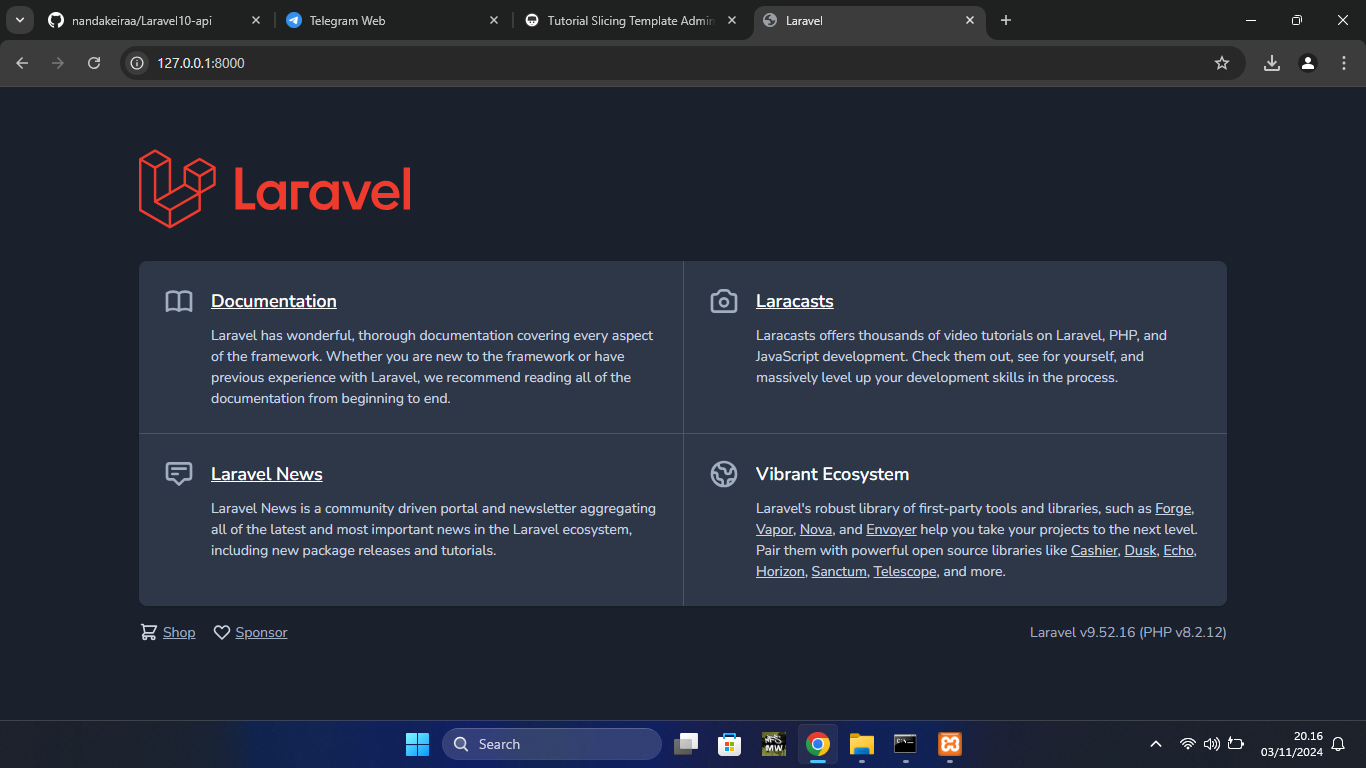 nandakeiraa/Laravel10-api
Telegram Web
Tutorial Slicing Template Admin
Laravel
127.0.0.1:8000
Laravel
Documentation
Laravel has wonderful, thorough documentation covering every aspect
of the framework. Whether you are new to the framework or have
previous experience with Laravel, we recommend reading all of the
documentation from beginning to end.
Laracasts
Laracasts offers thousands of video tutorials on Laravel, PHP, and
JavaScript development. Check them out, see for yourself, and
massively level up your development skills in the process.
Laravel News
Laravel News is a community driven portal and newsletter aggregating
all of the latest and most important news in the Laravel ecosystem,
including new package releases and tutorials.
Vibrant Ecosystem
Laravel's robust library of first-party tools and libraries, such as Forge,
Vapor, Nova, and Envoyer help you take your projects to the next level.
Pair them with powerful open source libraries like Cashier, Dusk, Echo,
Horizon, Sanctum, Telescope, and more.
Shop
Sponsor
Laravel v9.52.16 (PHP v8.2.12)
Search
NFS
MW
20.16
03/11/2024